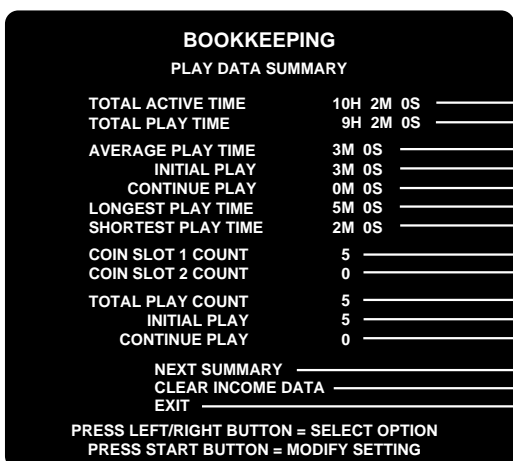 BOOKKEEPING
PLAY DATA SUMMARY
TOTAL ACTIVE TIME 10H 2M 0S
TOTAL PLAY TIME 9H 2M 0S
AVERAGE PLAY TIME 3M 0S
INITIAL PLAY 3M 0S
CONTINUE PLAY 0M 0S
LONGEST PLAY TIME 5M 0S
SHORTEST PLAY TIME 2M 0S
COIN SLOT 1 COUNT 5
COIN SLOT 2 COUNT 0
TOTAL PLAY COUNT 5
INITIAL PLAY 5
CONTINUE PLAY 0
NEXT SUMMARY
CLEAR INCOME DATA
EXIT
PRESS LEFT/RIGHT BUTTON = SELECT OPTION
PRESS START BUTTON = MODIFY SETTING